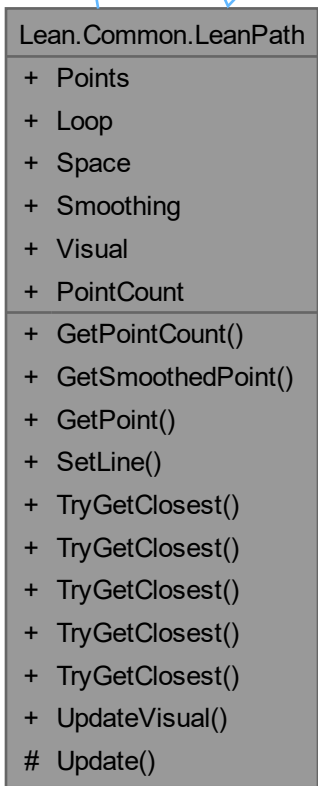 Lean.Common.LeanPath
+ Points
+ Loop
+ Space
+ Smoothing
+ Visual
+ PointCount
+ GetPointCount()
+ GetSmoothedPoint()
+ GetPoint()
+ SetLine()
+ TryGetClosest()
+ TryGetClosest()
+ TryGetClosest()
+ TryGetClosest()
+ TryGetClosest()
+ UpdateVisual()
# Update()